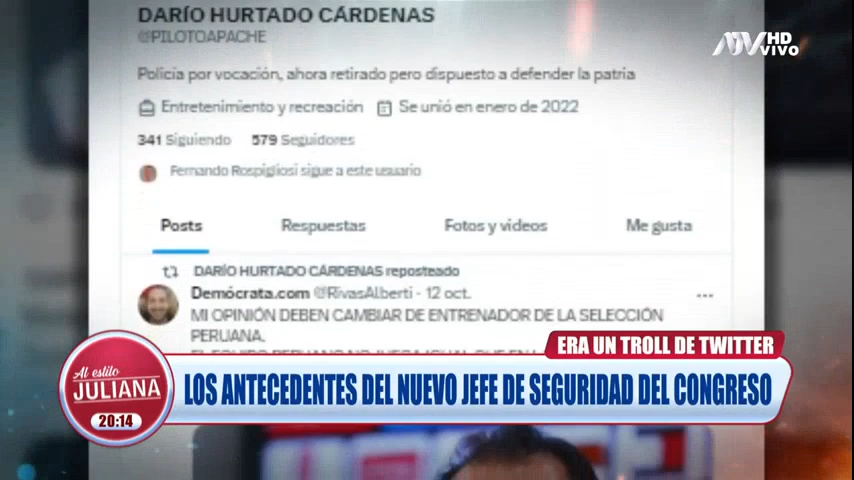 DARÍO HURTADO CÁRDENAS
@PILOTOAPACHE
ATV HD
VIVO
Policia por vocación, ahora retirado pero dispuesto a defender la patria
Entretenimiento y recreación Se unió en enero de 2022
341 Siguiendo 579 Seguidores
Fernando Rospigliosi sigue a este usuario
Posts Respuestas Fotos y videos Me gusta
DARÍO HURTADO CÁRDENAS reposteado
Demócrata.com @RivasAlberti - 12 oct.
MI OPINIÓN DEBEN CAMBIAR DE ENTRENADOR DE LA SELECCIÓN
PERUANA.
ERA UN TROLL DE TWITTER
Al estilo
JULIANA
20:14
LOS ANTECEDENTES DEL NUEVO JEFE DE SEGURIDAD DEL CONGRESO